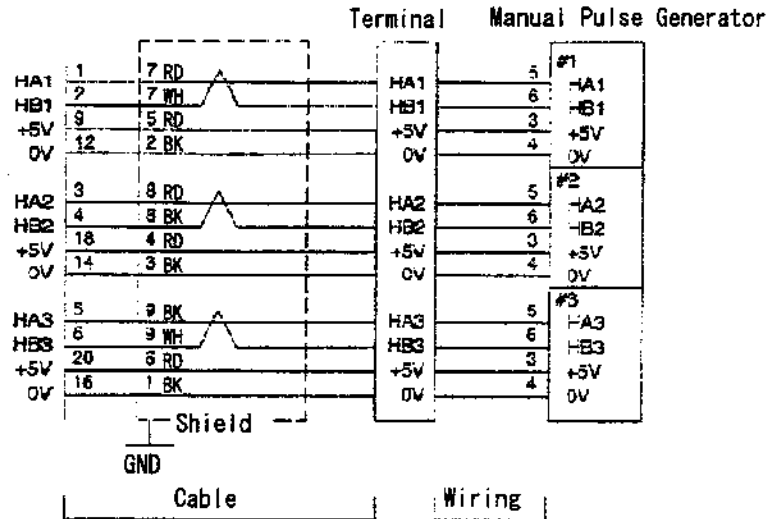 Terminal Manual Pulse Generator
#1
HA1 1 7 RD HA1 5 HA1
HB1 2 7 WH HB1 6 HB1
+5V 9 5 RD +5V 3 +5V
0V 12 2 BK 0V 4 0V
#2
HA2 3 8 RD HA2 5 HA2
HB2 4 8 BK HB2 6 HB2
+5V 18 4 RD +5V 3 +5V
0V 14 3 BK 0V 4 0V
#3
HA3 5 9 BK HA3 5 HA3
HB3 6 9 WH HB3 6 HB3
+5V 20 6 RD +5V 3 +5V
0V 16 1 BK 0V 4 0V
Shield
GND
Cable Wiring